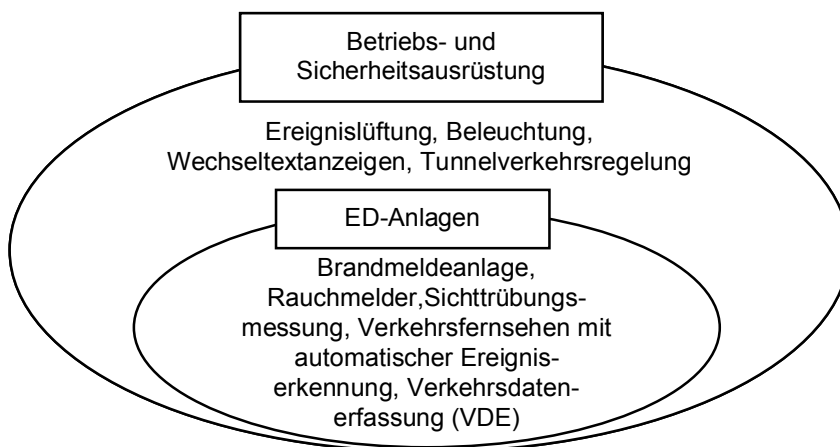 Betriebs- und
Sicherheitsausrüstung
Ereignislüftung, Beleuchtung,
Wechseltextanzeigen, Tunnelverkehrsregelung
ED-Anlagen
Brandmeldeanlage,
Rauchmelder,Sichttrübungs-
messung, Verkehrsfernsehen mit
automatischer Ereignis-
erkennung, Verkehrsdaten-
erfassung (VDE)